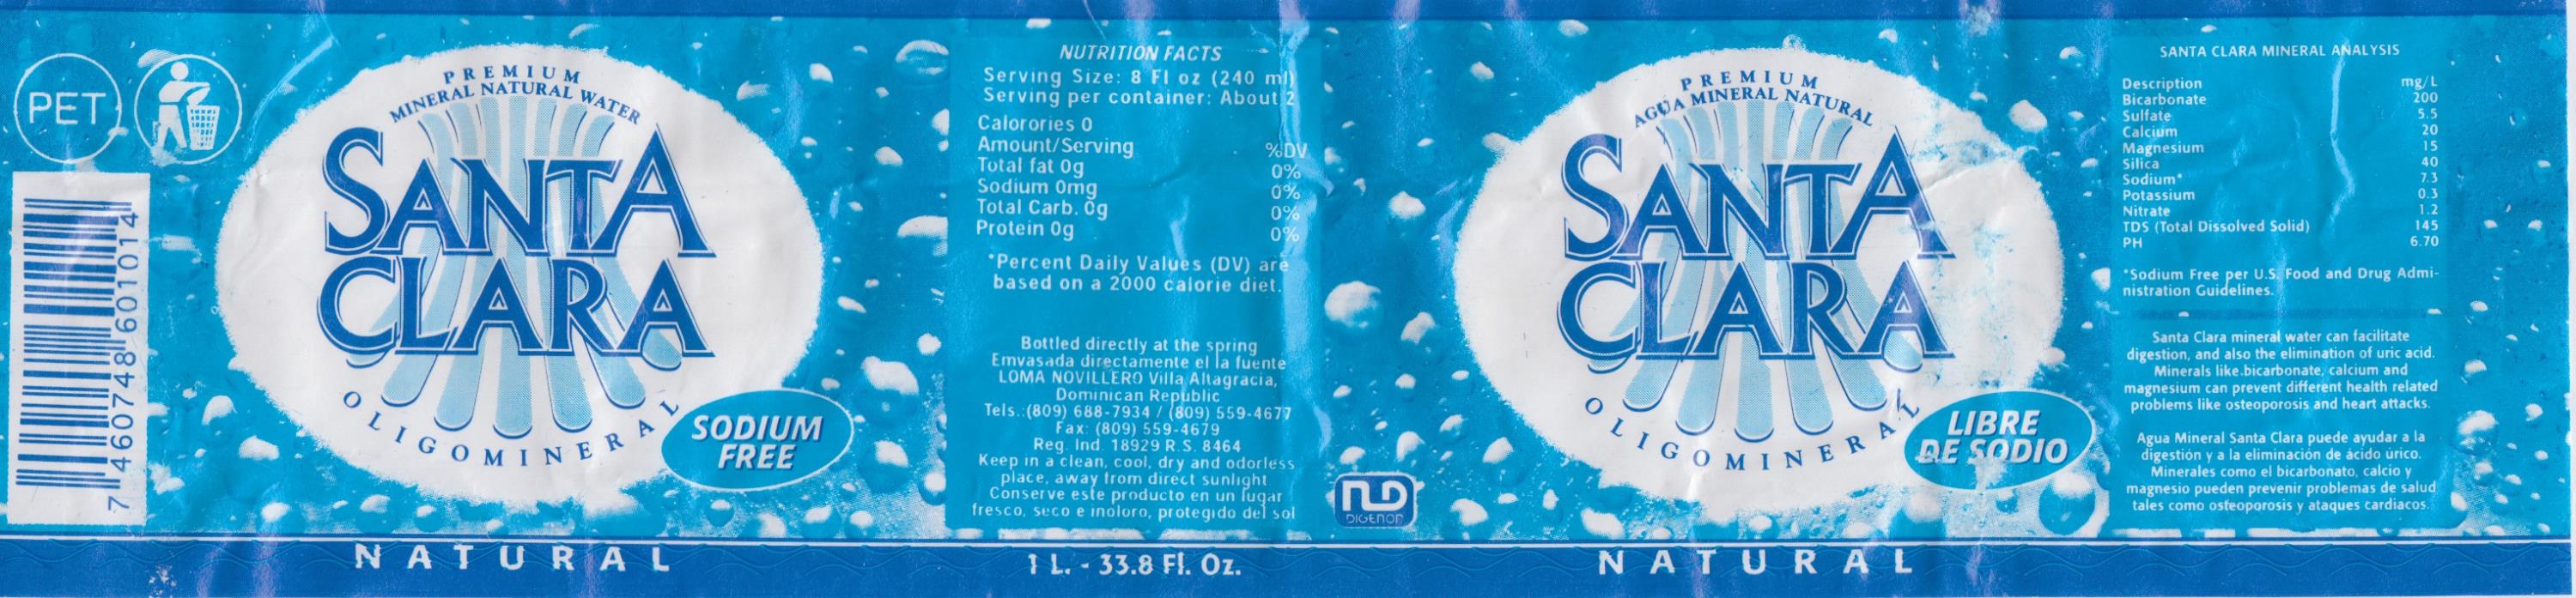 PET
7 460748 601014
PREMIUM
MINERAL NATURAL WATER
SANTA
CLARA
OLIGOMINERAL
SODIUM
FREE
NATURAL
NUTRITION FACTS
Serving Size: 8 Fl oz (240 ml)
Serving per container: About 2
Calorories 0
Amount/Serving %DV
Total fat 0g 0%
Sodium 0mg 0%
Total Carb. 0g 0%
Protein 0g 0%
*Percent Daily Values (DV) are
based on a 2000 calorie diet.
Bottled directly at the spring
Emvasada directamente el la fuente
LOMA NOVILLERO Villa Altagracia,
Dominican Republic
Tels.:(809) 688-7934 / (809) 559-4677
Fax: (809) 559-4679
Reg. Ind. 18929 R.S. 8464
Keep in a clean, cool, dry and odorless
place, away from direct sunlight
Conserve este producto en un lugar
fresco, seco e inoloro, protegido del sol
1 L. - 33.8 Fl. Oz.
DIGENOR
PREMIUM
AGUA MINERAL NATURAL
SANTA
CLARA
OLIGOMINERAL
LIBRE
DE SODIO
NATURAL
SANTA CLARA MINERAL ANALYSIS
Description mg/L
Bicarbonate 200
Sulfate 5.5
Calcium 20
Magnesium 15
Silica 40
Sodium* 7.3
Potassium 0.3
Nitrate 1.2
TDS (Total Dissolved Solid) 145
PH 6.70
*Sodium Free per U.S. Food and Drug Admi-
nistration Guidelines.
Santa Clara mineral water can facilitate
digestion, and also the elimination of uric acid.
Minerals like.bicarbonate, calcium and
magnesium can prevent different health related
problems like osteoporosis and heart attacks.
Agua Mineral Santa Clara puede ayudar a la
digestión y a la eliminación de ácido úrico.
Minerales como el bicarbonato, calcio y
magnesio pueden prevenir problemas de salud
tales como osteoporosis y ataques cardiacos.